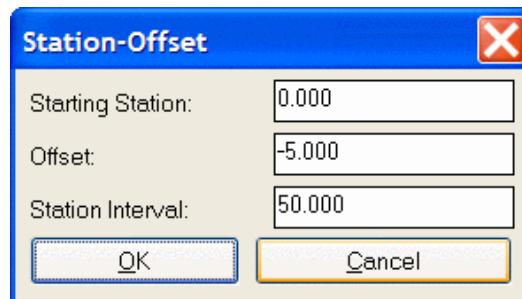 Station-Offset
Starting Station: 0.000
Offset: -5.000
Station Interval: 50.000
OK Cancel